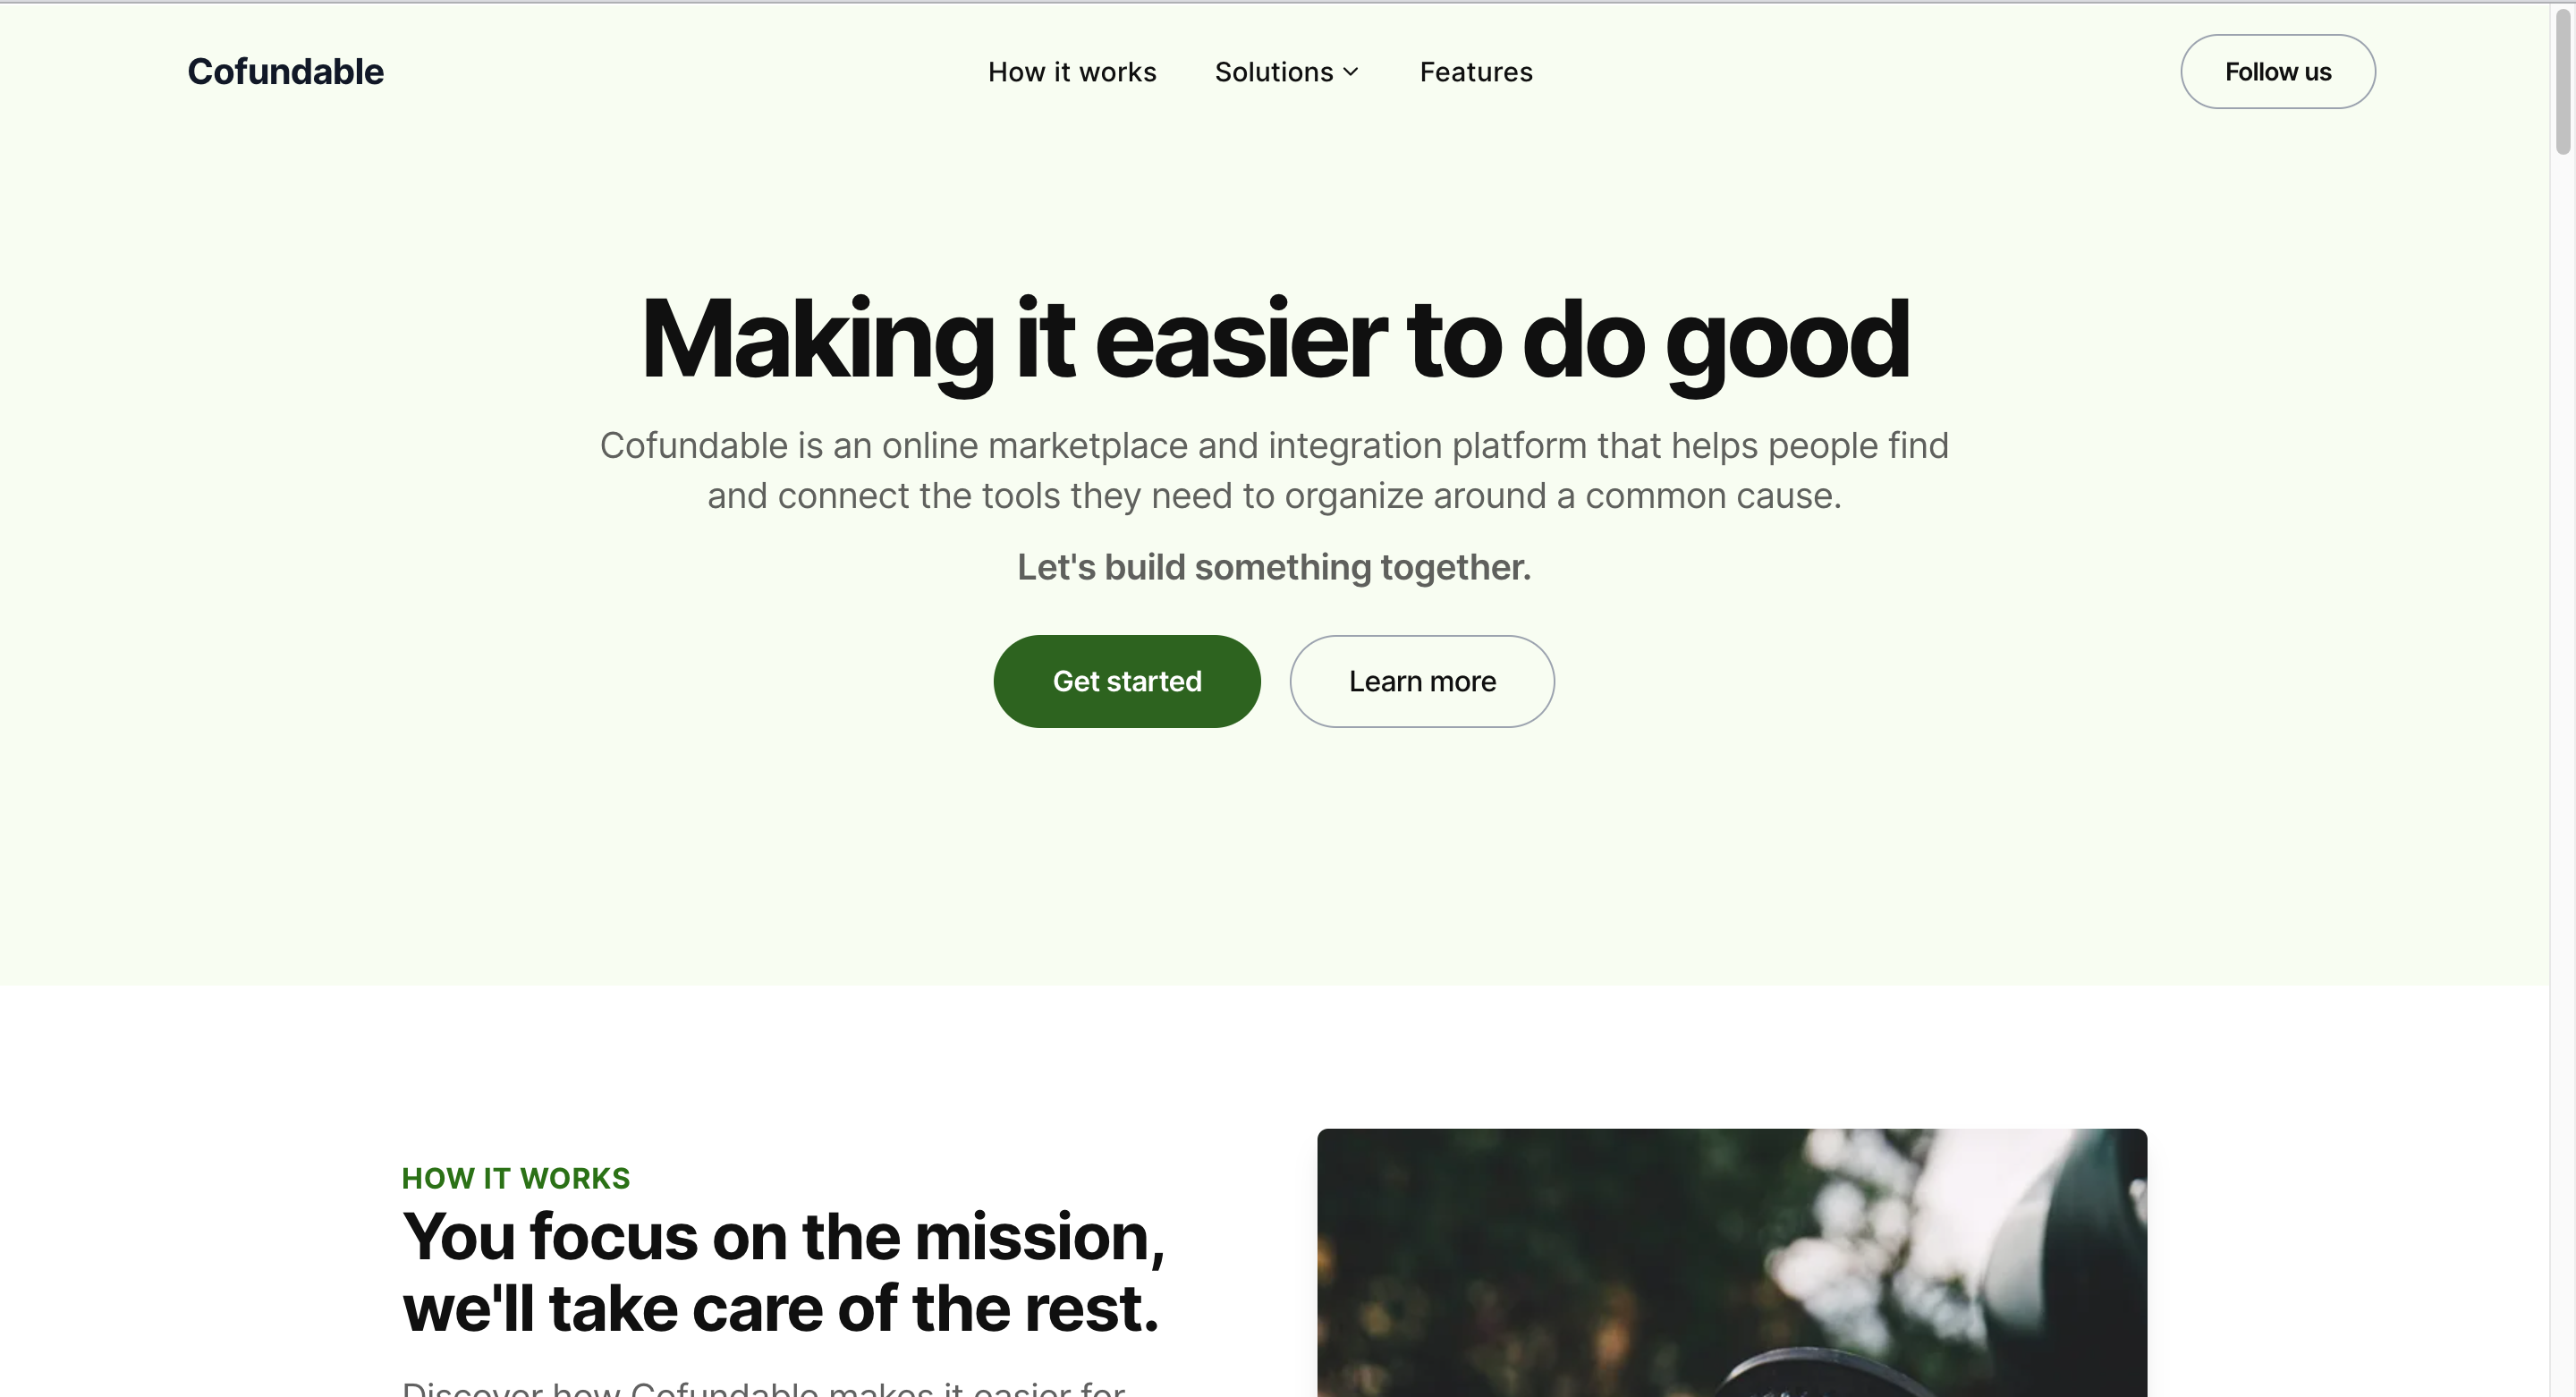 Cofundable
How it works
Solutions
Features
Follow us
Making it easier to do good
Cofundable is an online marketplace and integration platform that helps people find
and connect the tools they need to organize around a common cause.
Let's build something together.
Get started
Learn more
HOW IT WORKS
You focus on the mission,
we'll take care of the rest.
Discover how Cofundable makes it easier for